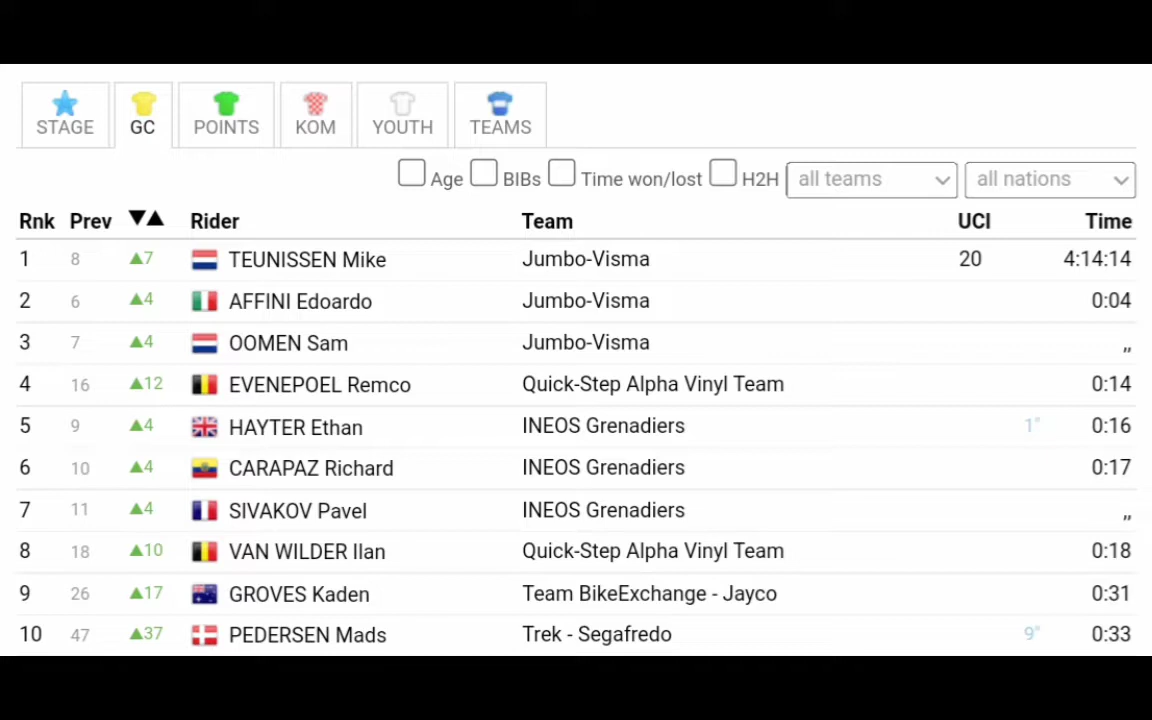 STAGE GC POINTS KOM YOUTH TEAMS
Age BIBs Time won/lost H2H all teams all nations
Rnk Prev ▼▲ Rider Team UCI Time
1 8 ▲7 TEUNISSEN Mike Jumbo-Visma 20 4:14:14
2 6 ▲4 AFFINI Edoardo Jumbo-Visma 0:04
3 7 ▲4 OOMEN Sam Jumbo-Visma ,,
4 16 ▲12 EVENEPOEL Remco Quick-Step Alpha Vinyl Team 0:14
5 9 ▲4 HAYTER Ethan INEOS Grenadiers 1" 0:16
6 10 ▲4 CARAPAZ Richard INEOS Grenadiers 0:17
7 11 ▲4 SIVAKOV Pavel INEOS Grenadiers ,,
8 18 ▲10 VAN WILDER Ilan Quick-Step Alpha Vinyl Team 0:18
9 26 ▲17 GROVES Kaden Team BikeExchange - Jayco 0:31
10 47 ▲37 PEDERSEN Mads Trek - Segafredo 9" 0:33